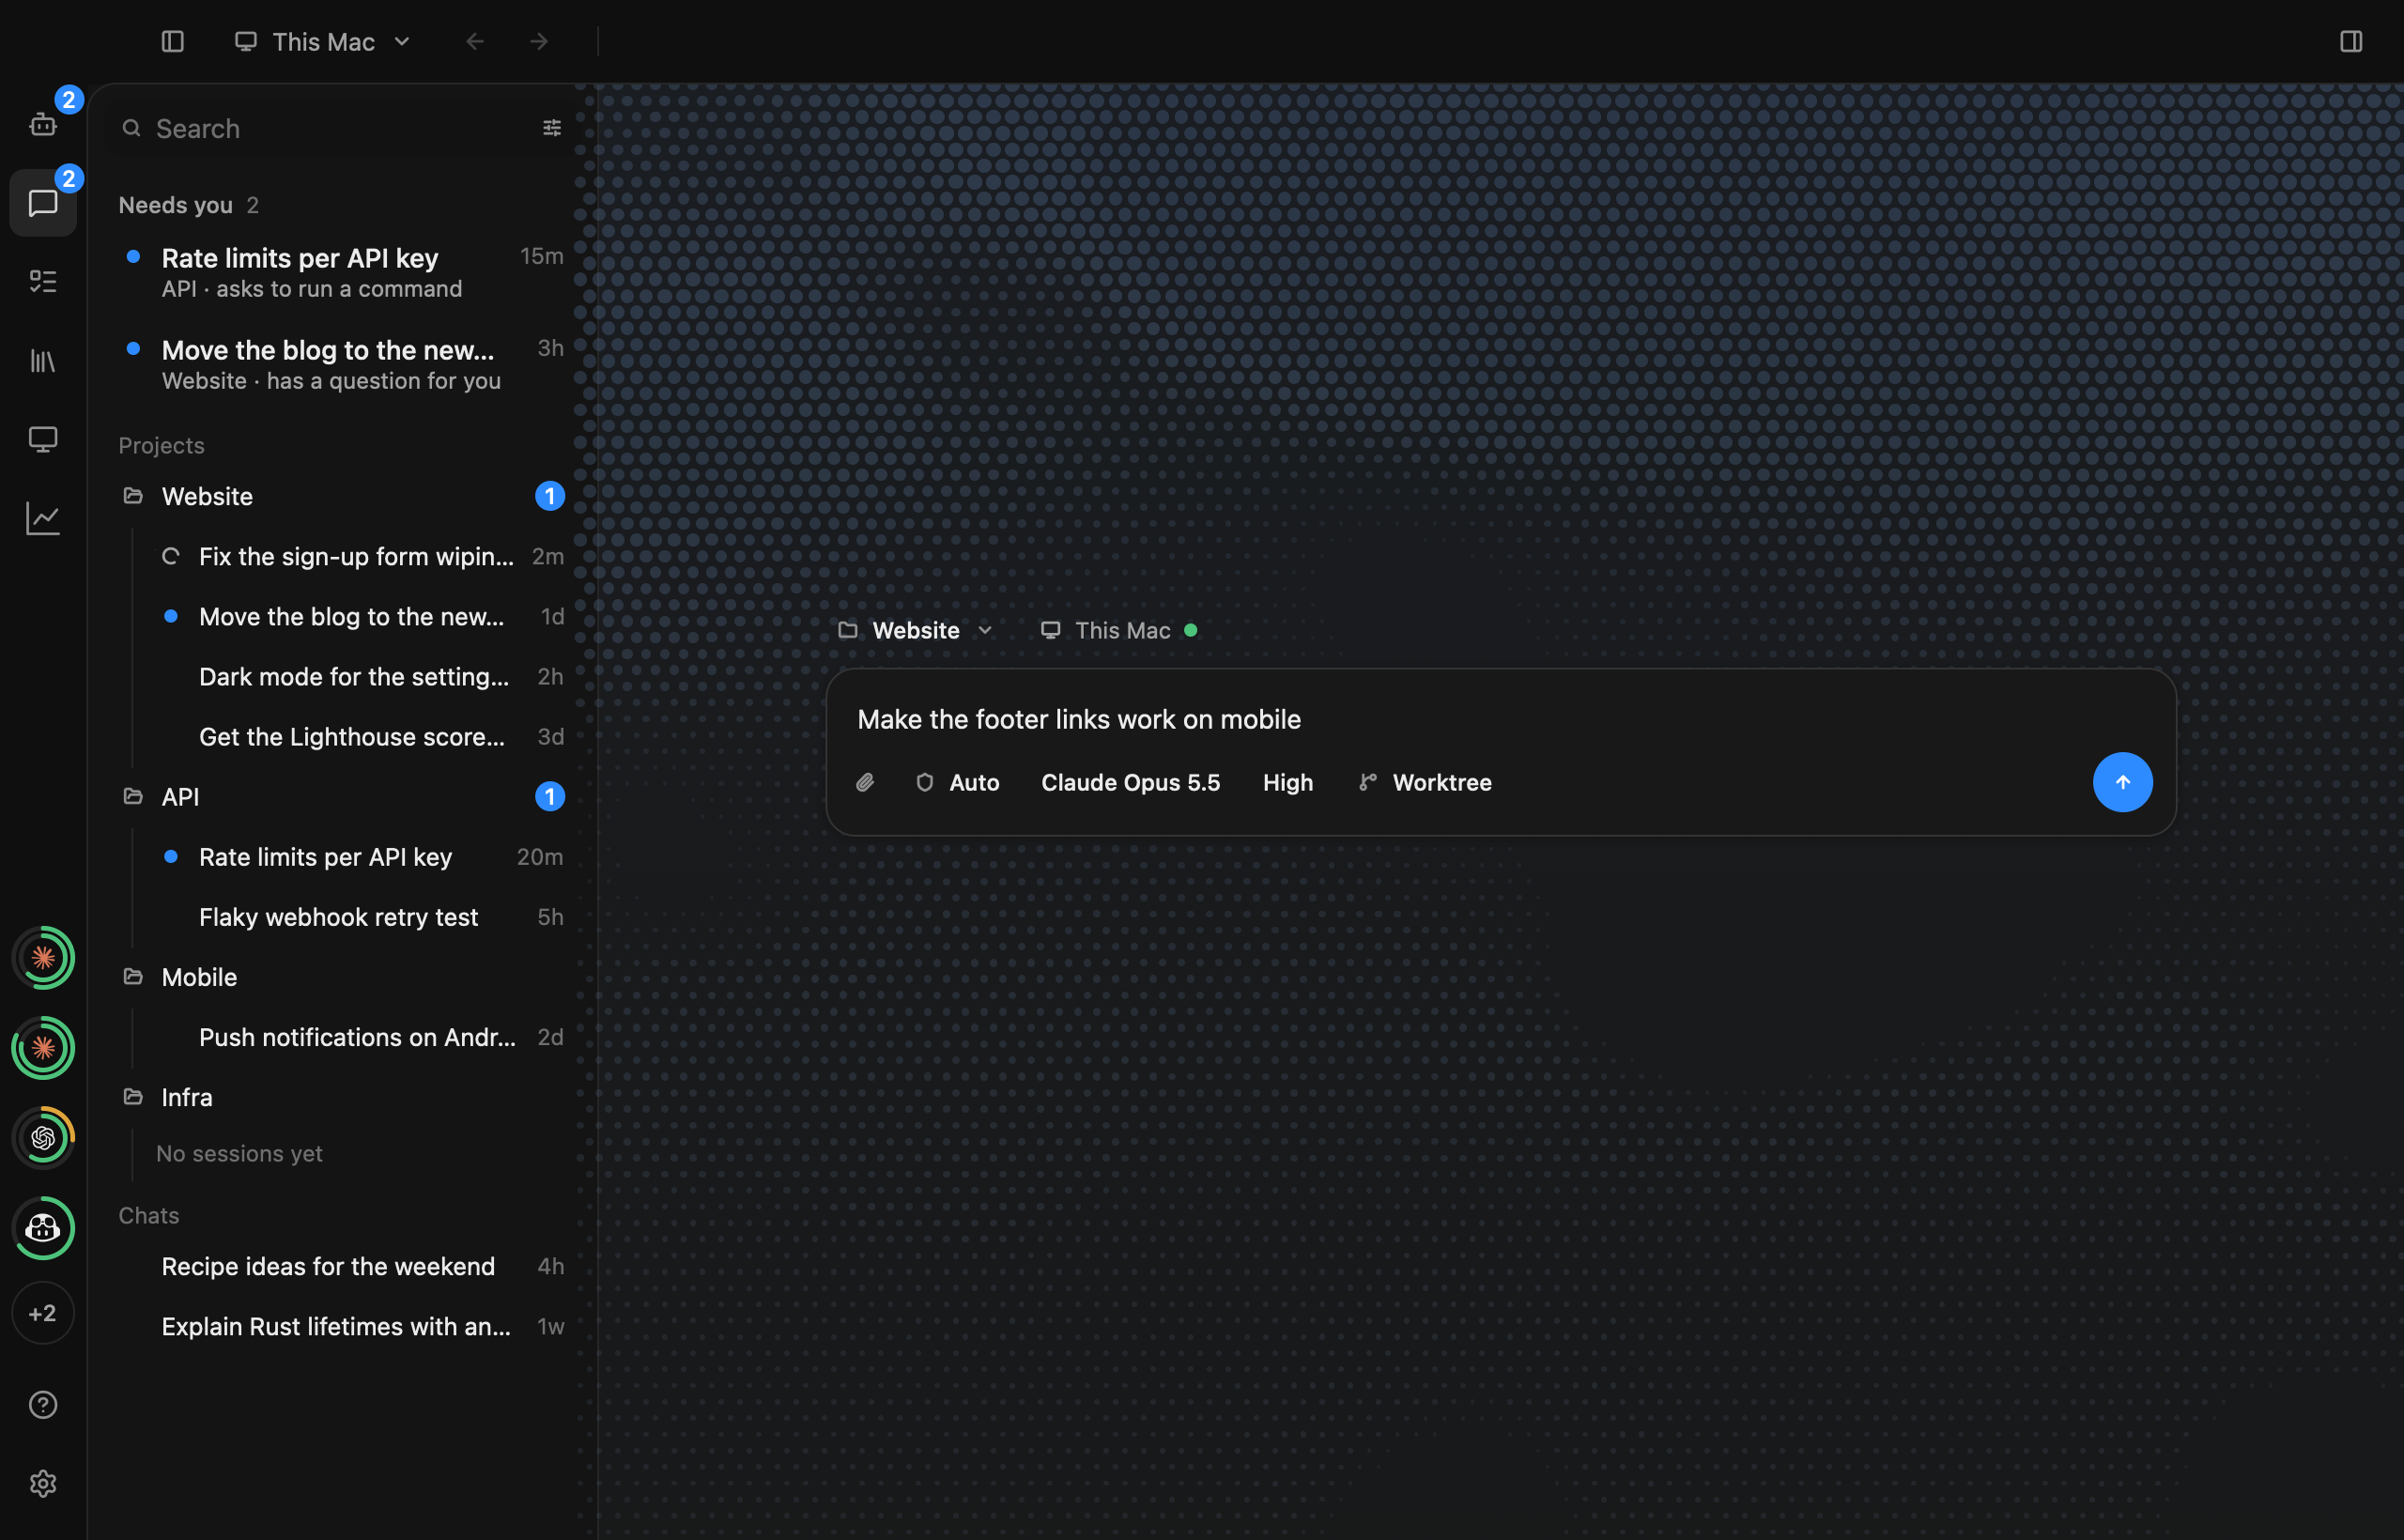 This Mac
2
Search
2
Needs you 2
Rate limits per API key 15m
API · asks to run a command
Move the blog to the new... 3h
Website · has a question for you
Projects
Website 1
Fix the sign-up form wipin... 2m
Move the blog to the new... 1d
Dark mode for the setting... 2h
Get the Lighthouse score... 3d
API 1
Rate limits per API key 20m
Flaky webhook retry test 5h
Mobile
Push notifications on Andr... 2d
Infra
No sessions yet
Chats
Recipe ideas for the weekend 4h
+2
Explain Rust lifetimes with an... 1w
Website This Mac
Make the footer links work on mobile
Auto Claude Opus 5.5 High Worktree